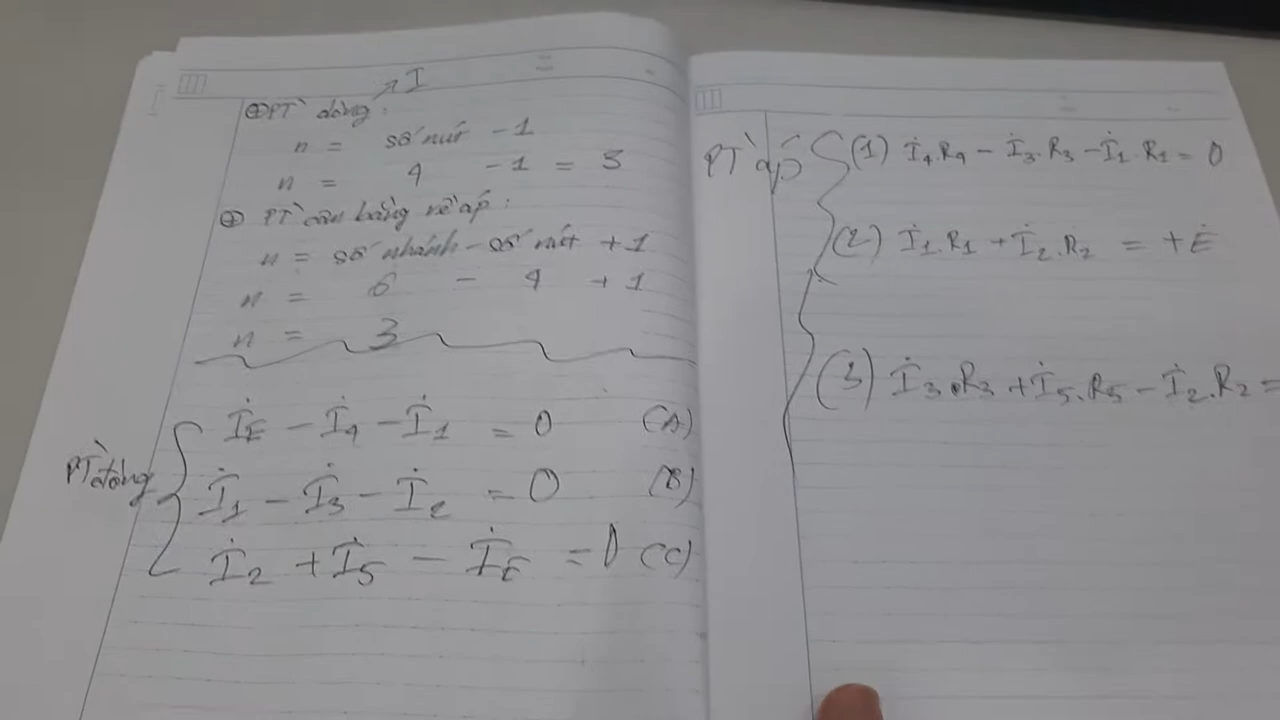 ⊕ PT dòng: ↗ I
n = số nút - 1
n = 4 - 1 = 3
⊕ PT cân bằng về áp:
n = số nhánh - số nút + 1
n = 6 - 4 + 1
n = 3
PT dòng
İE - İ4 - İ1 = 0 (A)
İ1 - İ3 - İ2 = 0 (B)
İ2 + İ5 - İE = 0 (C)
PT áp
(1) İ4.R4 - İ3.R3 - İ1.R1 = 0
(2) İ1.R1 + İ2.R2 = +Ė
(3) İ3.R3 + İ5.R5 - İ2.R2 =